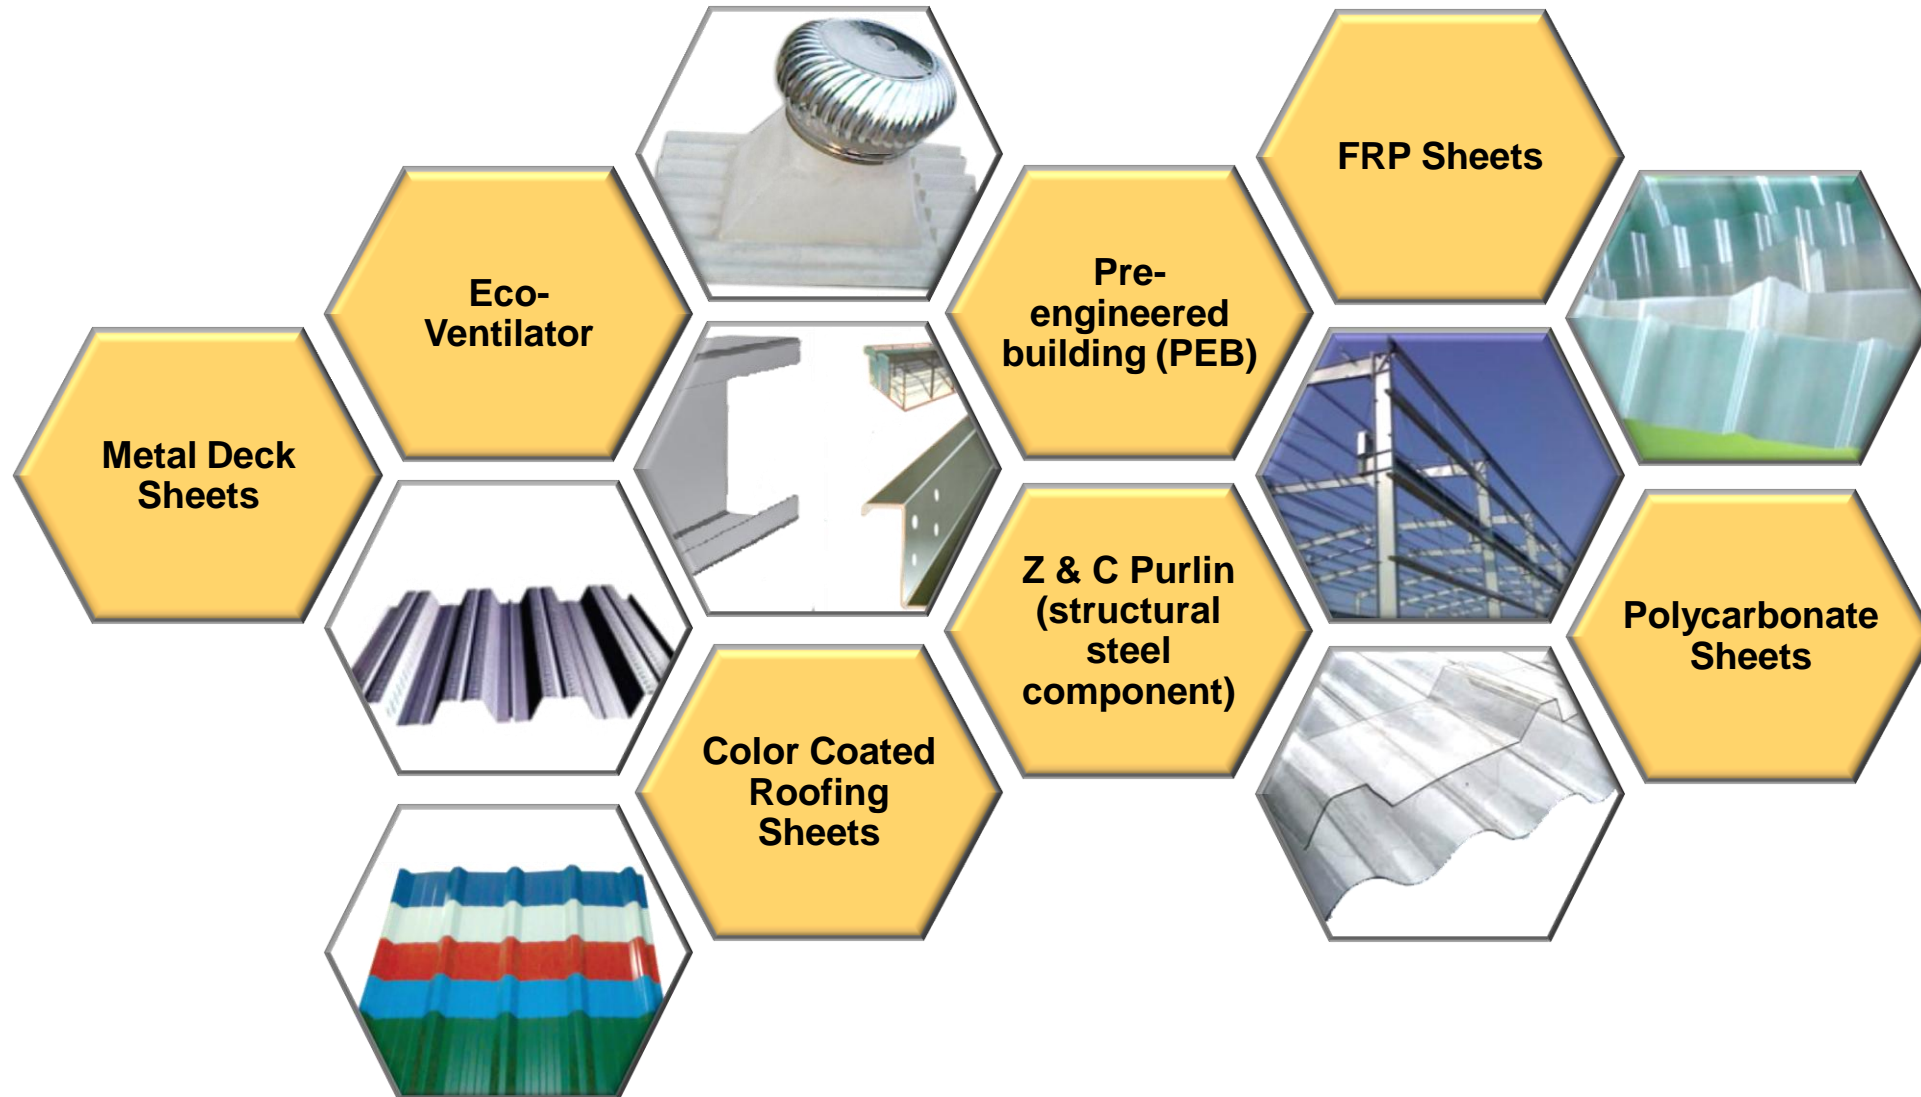 FRP Sheets
Eco-
Ventilator
Pre-
engineered
building (PEB)
Metal Deck
Sheets
Z & C Purlin
(structural
steel
component)
Polycarbonate
Sheets
Color Coated
Roofing
Sheets